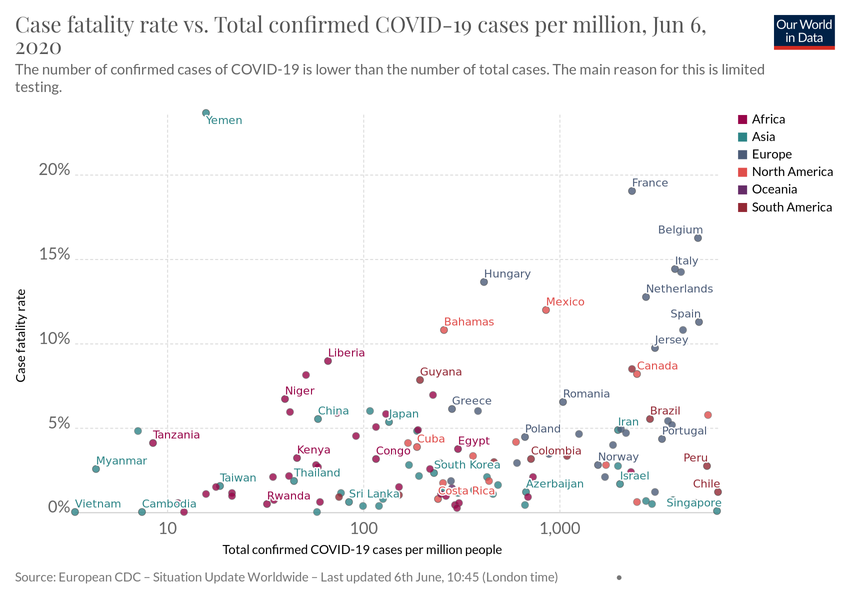 Case fatality rate vs. Total confirmed COVID-19 cases per million, Jun 6,
2020
Our World
in Data
The number of confirmed cases of COVID-19 is lower than the number of total cases. The main reason for this is limited
testing.
Yemen
Africa
Asia
Europe
North America
Oceania
South America
20%
France
Belgium
15%
Italy
Hungary
Netherlands
Mexico
Spain
Bahamas
10%
Jersey
Liberia
Canada
Guyana
Niger
Romania
Greece
China
Japan
Brazil
5%
Iran
Tanzania
Cuba
Poland
Portugal
Egypt
Kenya
Congo
Colombia
Norway
Peru
Myanmar
South Korea
Taiwan
Thailand
Azerbaijan
Israel
Chile
Rwanda
Sri Lanka
Costa Rica
0%
Vietnam
Cambodia
Singapore
10
100
1,000
Case fatality rate
Total confirmed COVID-19 cases per million people
Source: European CDC – Situation Update Worldwide – Last updated 6th June, 10:45 (London time)